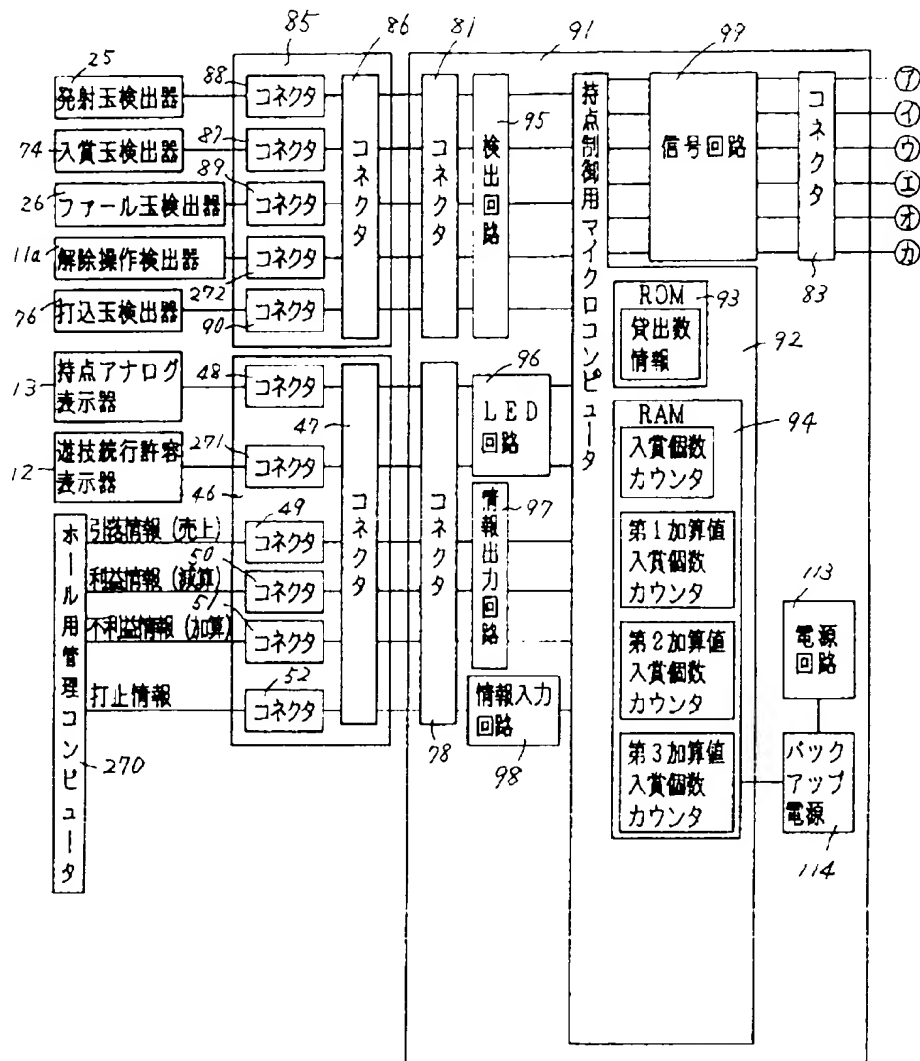 85
86
81
91
99
25
発射玉検出器
88
コネクタ
74
入賞玉検出器
87
コネクタ
26
ファール玉検出器
89
コネクタ
11a
解除操作検出器
272
コネクタ
76
打込玉検出器
90
コネクタ
コネクタ
コネクタ
検出回路
95
持点制御用マイクロコンピュータ
信号回路
コネクタ
83
ア
イ
ウ
エ
オ
カ
ROM
93
貸出数
情報
92
13
持点アナログ
表示器
48
コネクタ
12
遊技続行許容
表示器
271
コネクタ
46
47
コネクタ
96
LED
回路
RAM
94
入賞個数
カウンタ
ホール用管理コンピュータ
270
引落情報(売上)
49
コネクタ
利益情報(減算)
50
コネクタ
不利益情報(加算)
51
コネクタ
打止情報
52
コネクタ
コネクタ
78
情報出力回路
97
情報入力
回路
98
第1加算値
入賞個数
カウンタ
第2加算値
入賞個数
カウンタ
第3加算値
入賞個数
カウンタ
113
電源
回路
バック
アップ
電源
114